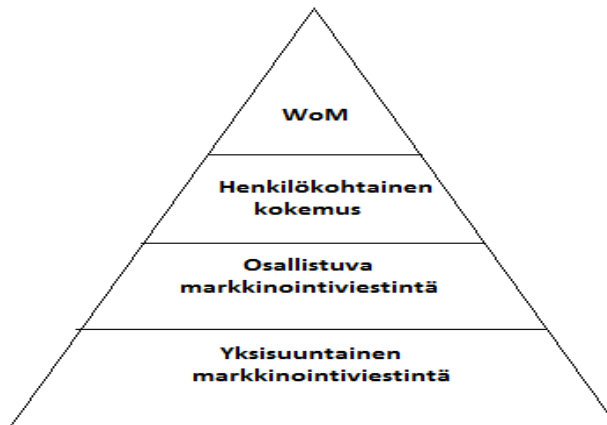 WoM
Henkilökohtainen
kokemus
Osallistuva
markkinointiviestintä
Yksisuuntainen
markkinointiviestintä